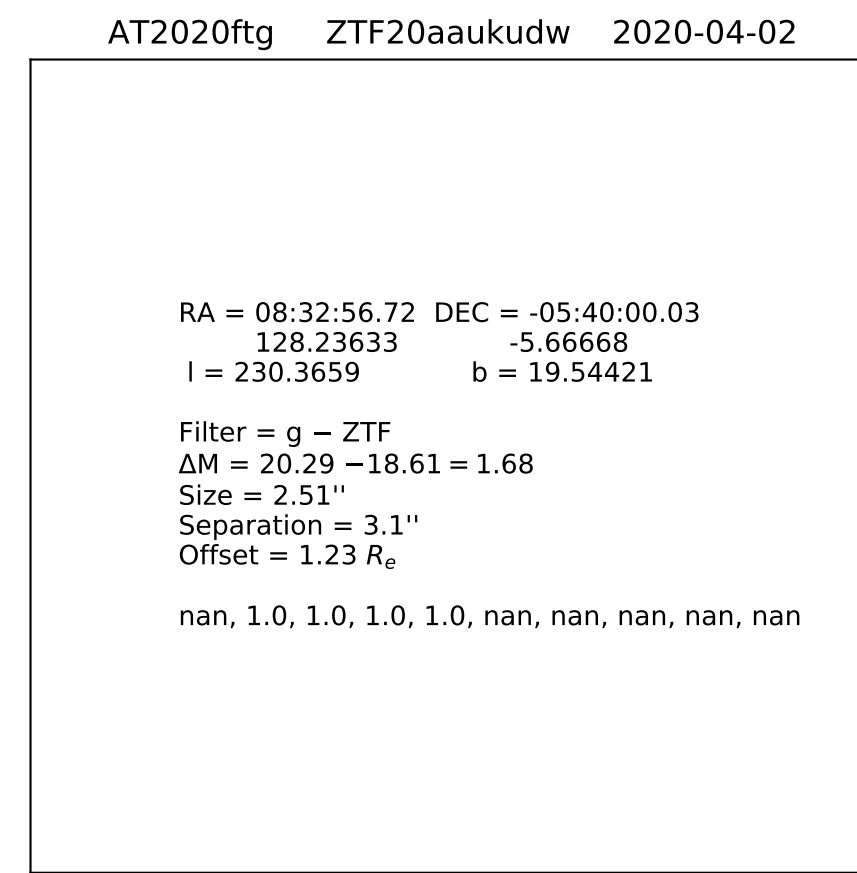 AT2020ftg ZTF20aaukudw 2020-04-02
RA = 08:32:56.72 DEC = -05:40:00.03
128.23633 -5.66668
l = 230.3659 b = 19.54421
Filter = g − ZTF
ΔM = 20.29 −18.61 = 1.68
Size = 2.51''
Separation = 3.1''
Offset = 1.23 Rₑ
nan, 1.0, 1.0, 1.0, 1.0, nan, nan, nan, nan, nan